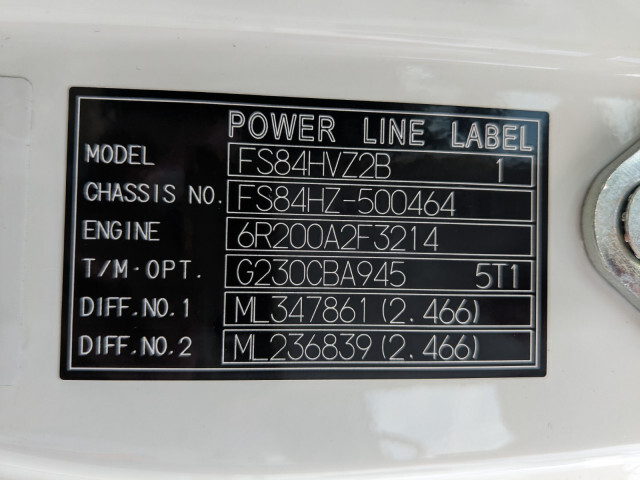 POWER LINE LABEL
MODEL FS84HVZ2B 1
CHASSIS NO. FS84HZ-500464
ENGINE 6R200A2F3214
T/M·OPT. G230CBA945 5T1
DIFF.NO.1 ML347861(2.466)
DIFF.NO.2 ML236839(2.466)